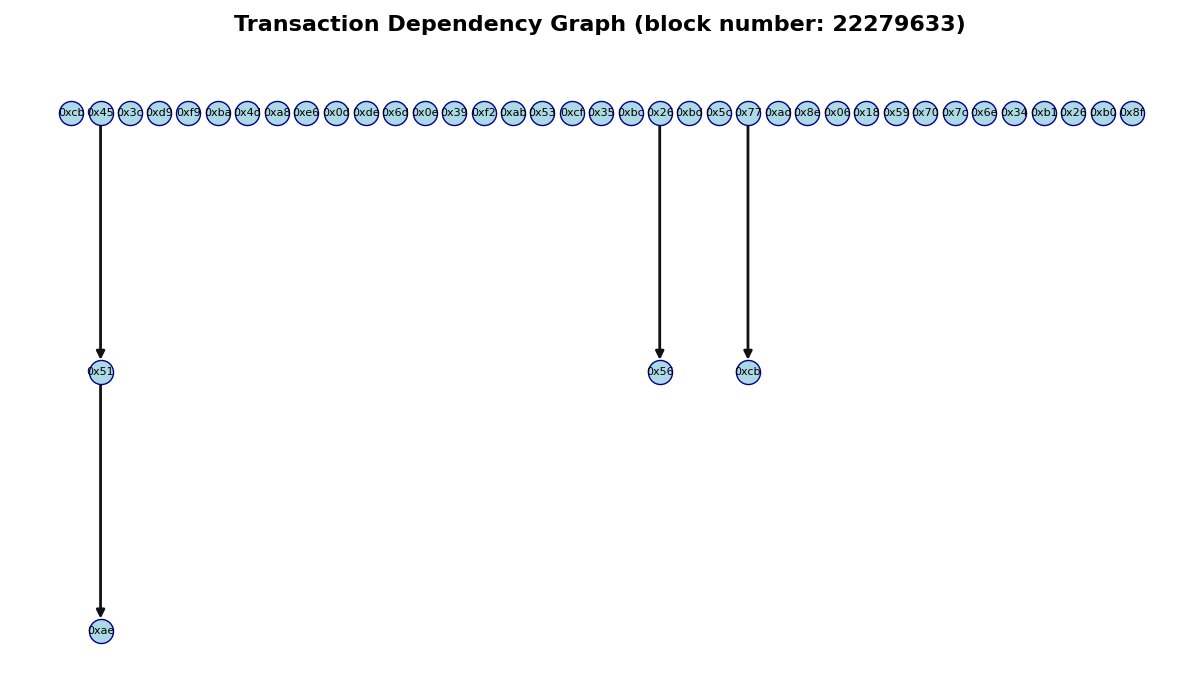 Transaction Dependency Graph (block number: 22279633)
0xcb 0x45 0x3c 0xd9 0xf9 0xba 0x4d 0xa8 0xe6 0x0d 0xde 0x6d 0x0e 0x39 0xf2 0xab 0x53 0xcf 0x35 0xbc 0x26 0xbd 0x5c 0x77 0xad 0x8e 0x06 0x18 0x59 0x70 0x7c 0x6e 0x34 0xb1 0x26 0xb0 0x8f
0x51 0x56 0xcb
0xae